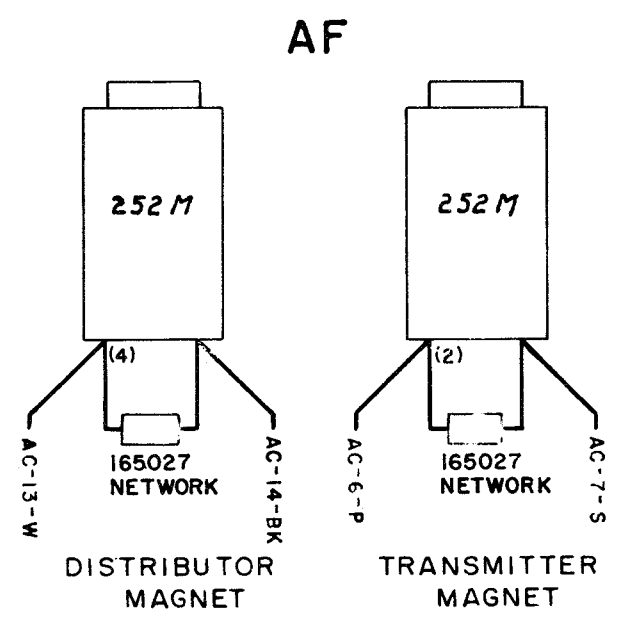 AF
252M
(4)
AC-13-W
165027
NETWORK
AC-14-BK
DISTRIBUTOR
MAGNET
252M
(2)
AC-6-P
165027
NETWORK
AC-7-S
TRANSMITTER
MAGNET